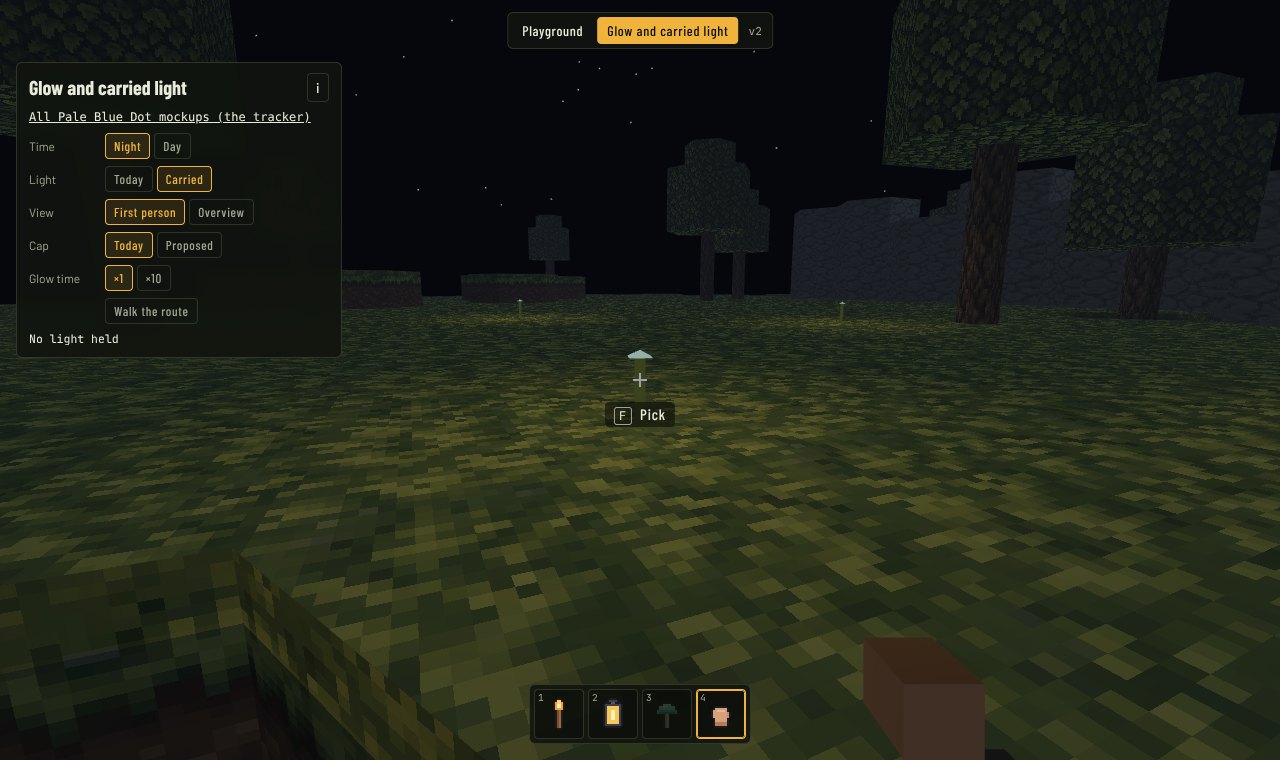 Playground Glow and carried light v2
Glow and carried light i
All Pale Blue Dot mockups (the tracker)
Time Night Day
Light Today Carried
View First person Overview
Cap Today Proposed
Glow time ×1 ×10
Walk the route
No light held
F Pick
1 2 3 4